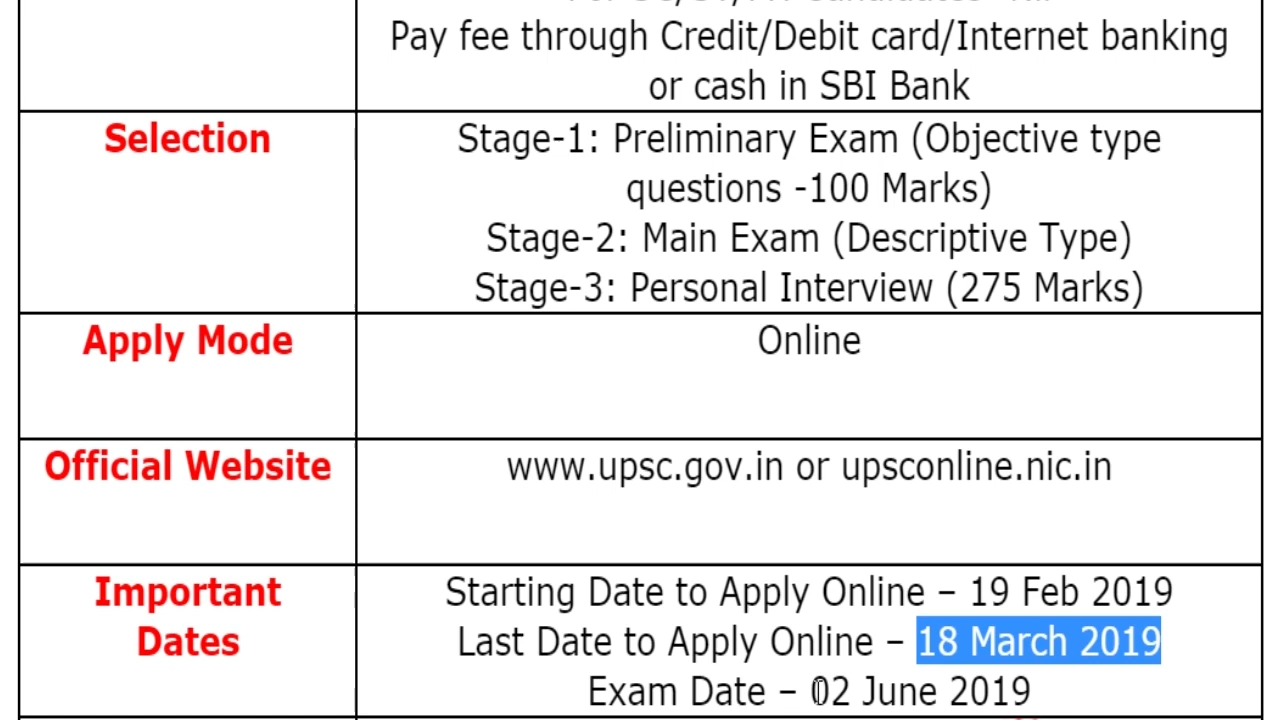 Pay fee through Credit/Debit card/Internet banking
or cash in SBI Bank
Selection
Stage-1: Preliminary Exam (Objective type
questions -100 Marks)
Stage-2: Main Exam (Descriptive Type)
Stage-3: Personal Interview (275 Marks)
Apply Mode
Online
Official Website
www.upsc.gov.in or upsconline.nic.in
Important
Dates
Starting Date to Apply Online – 19 Feb 2019
Last Date to Apply Online – 18 March 2019
Exam Date – 02 June 2019